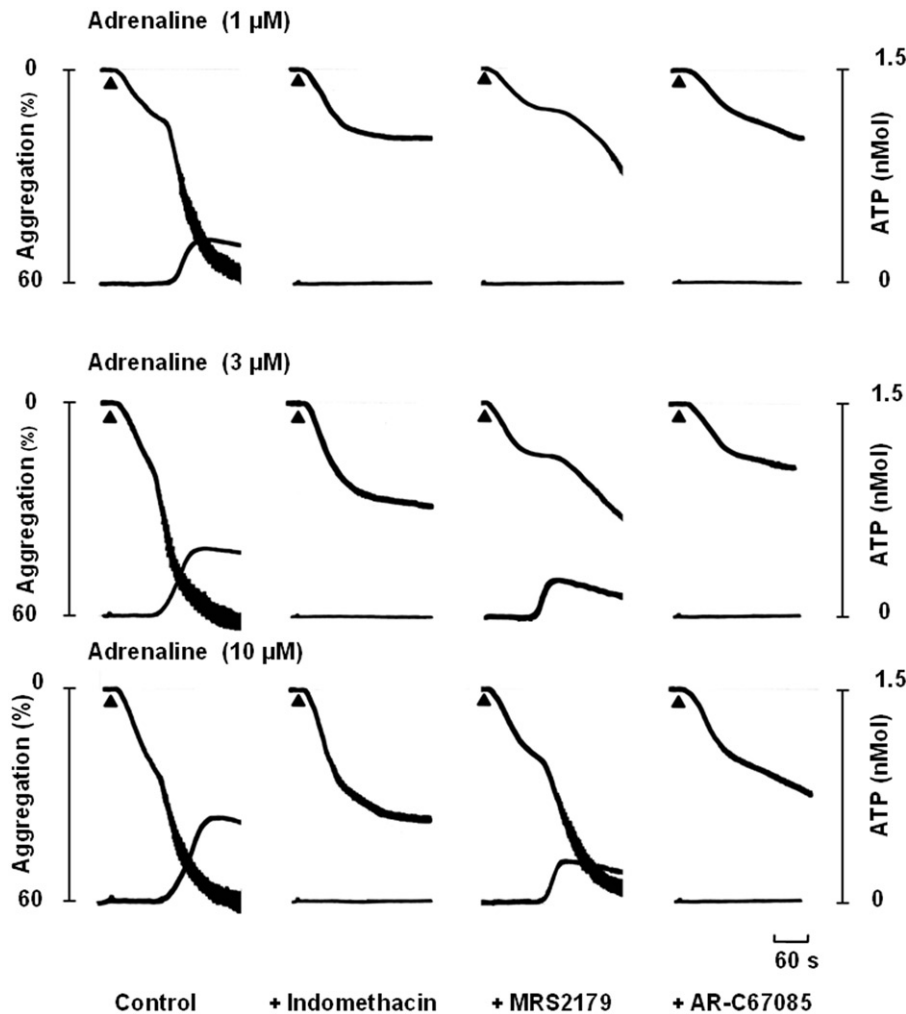 Adrenaline (1 µM)
0
60
Aggregation (%)
1.5
0
ATP (nMol)
Adrenaline (3 µM)
0
60
Aggregation (%)
1.5
0
ATP (nMol)
Adrenaline (10 µM)
0
60
Aggregation (%)
1.5
0
ATP (nMol)
60 s
Control
+ Indomethacin
+ MRS2179
+ AR-C67085